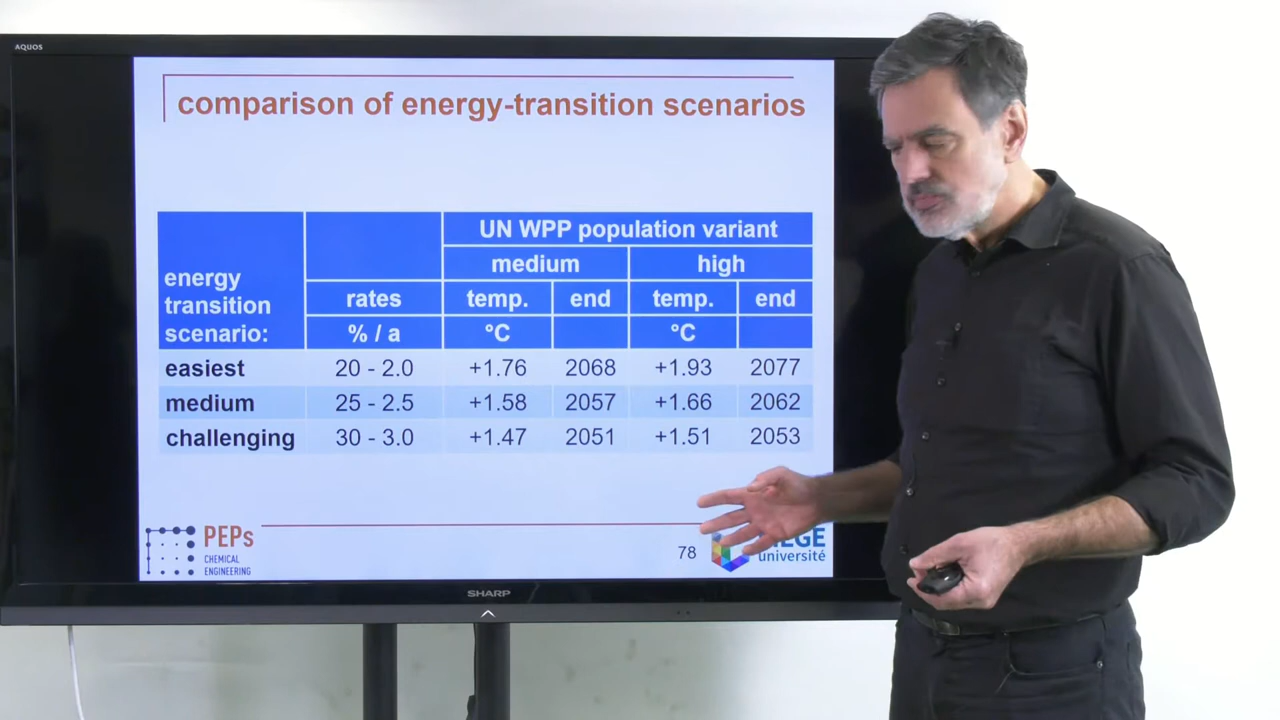 AQUOS
comparison of energy-transition scenarios
UN WPP population variant
energy transition scenario:
medium high
rates temp. end temp. end
% / a °C °C
easiest 20 - 2.0 +1.76 2068 +1.93 2077
medium 25 - 2.5 +1.58 2057 +1.66 2062
challenging 30 - 3.0 +1.47 2051 +1.51 2053
PEPs
CHEMICAL
ENGINEERING
78
université
SHARP